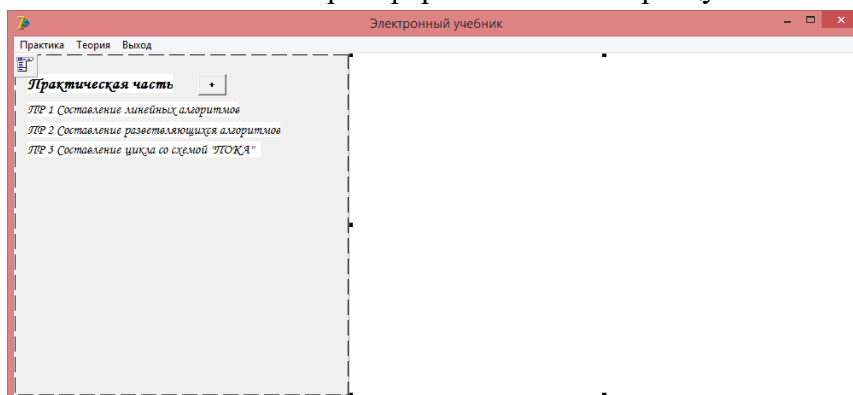 Электронный учебник
Практика Теория Выход
Практическая часть +
ПР 1 Составление линейных алгоритмов
ПР 2 Составление разветвляющихся алгоритмов
ПР 3 Составление цикла со схемой "ПОКА"